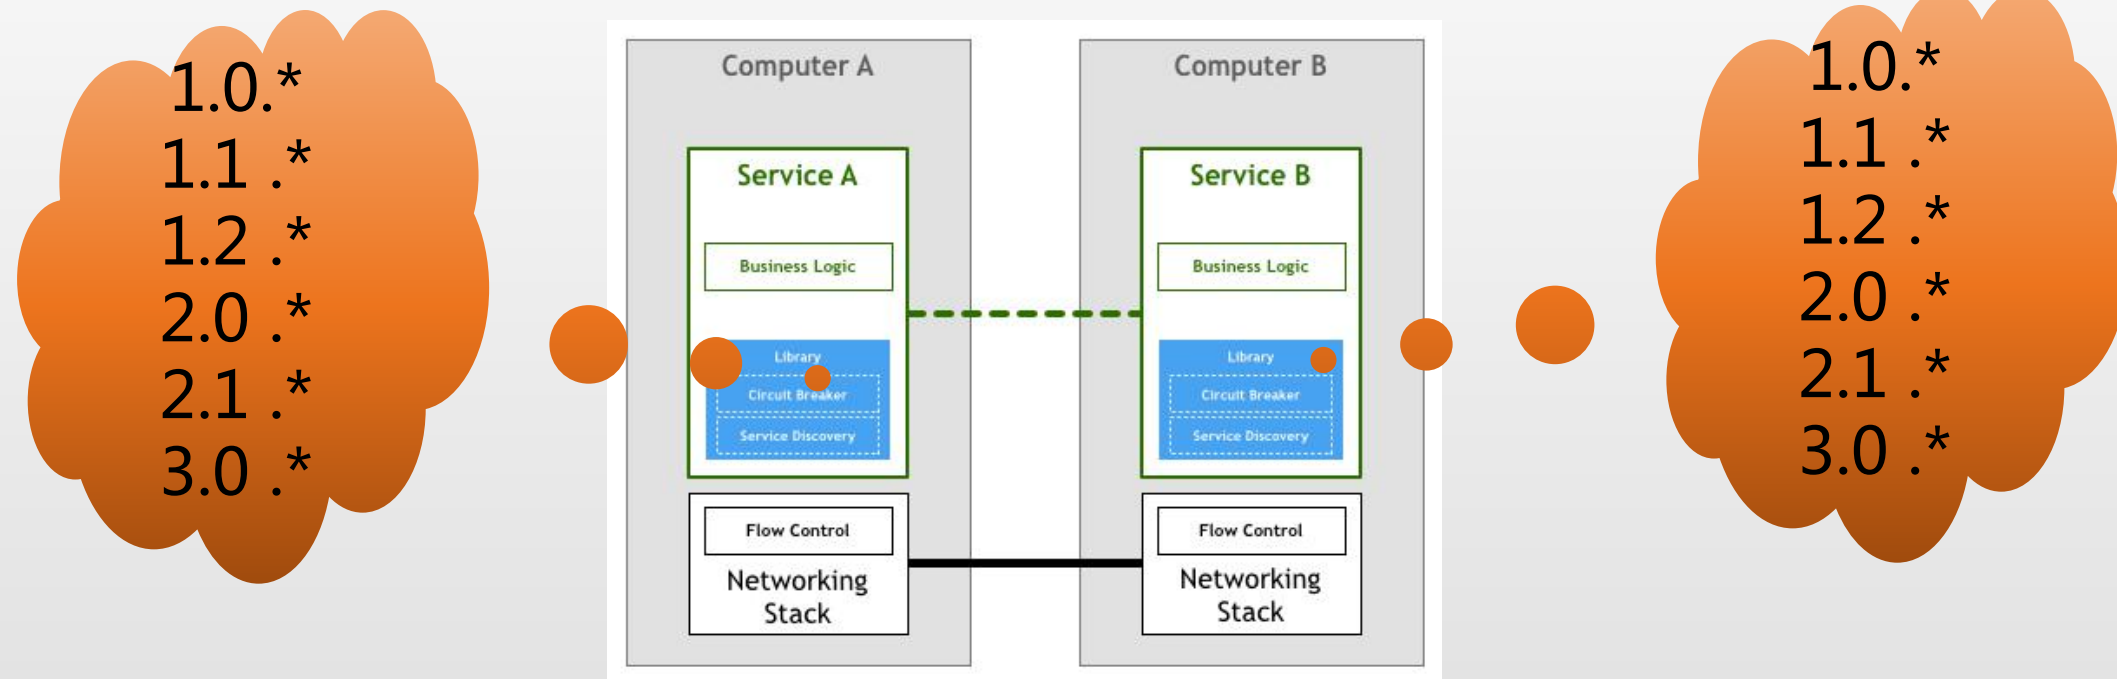 1.0.*
1.1 .*
1.2 .*
2.0 .*
2.1 .*
3.0 .*
Computer A
Service A
Business Logic
Library
Circuit Breaker
Service Discovery
Flow Control
Networking
Stack
Computer B
Service B
Business Logic
Library
Circuit Breaker
Service Discovery
Flow Control
Networking
Stack
1.0.*
1.1 .*
1.2 .*
2.0 .*
2.1 .*
3.0 .*